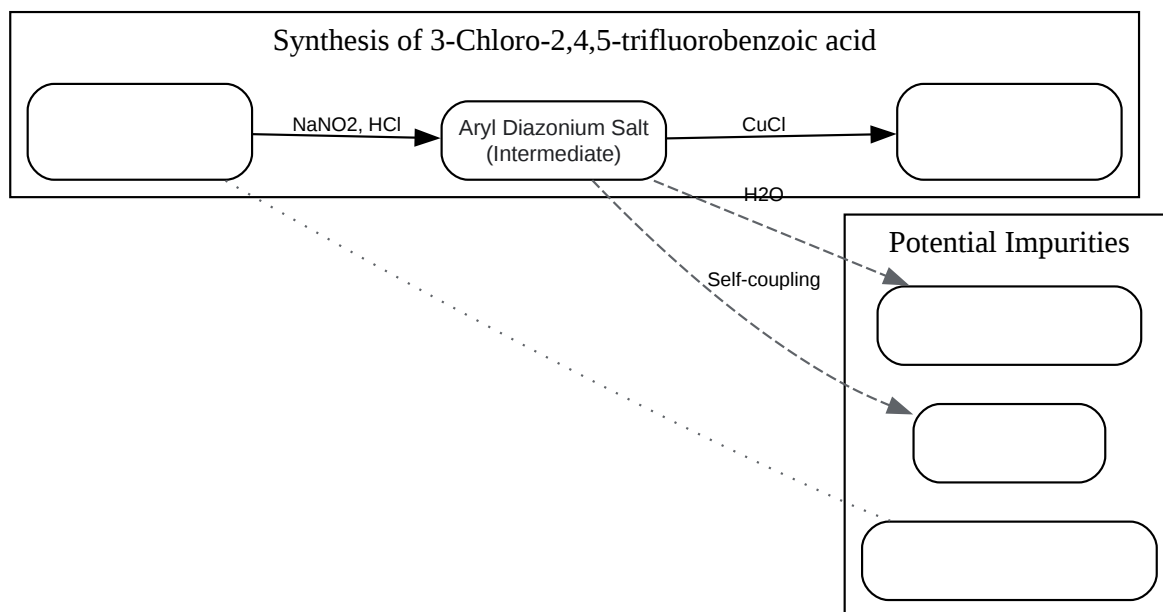 Synthesis of 3-Chloro-2,4,5-trifluorobenzoic acid
NaNO2, HCl
Aryl Diazonium Salt
(Intermediate)
CuCl
H2O
Potential Impurities
Self-coupling